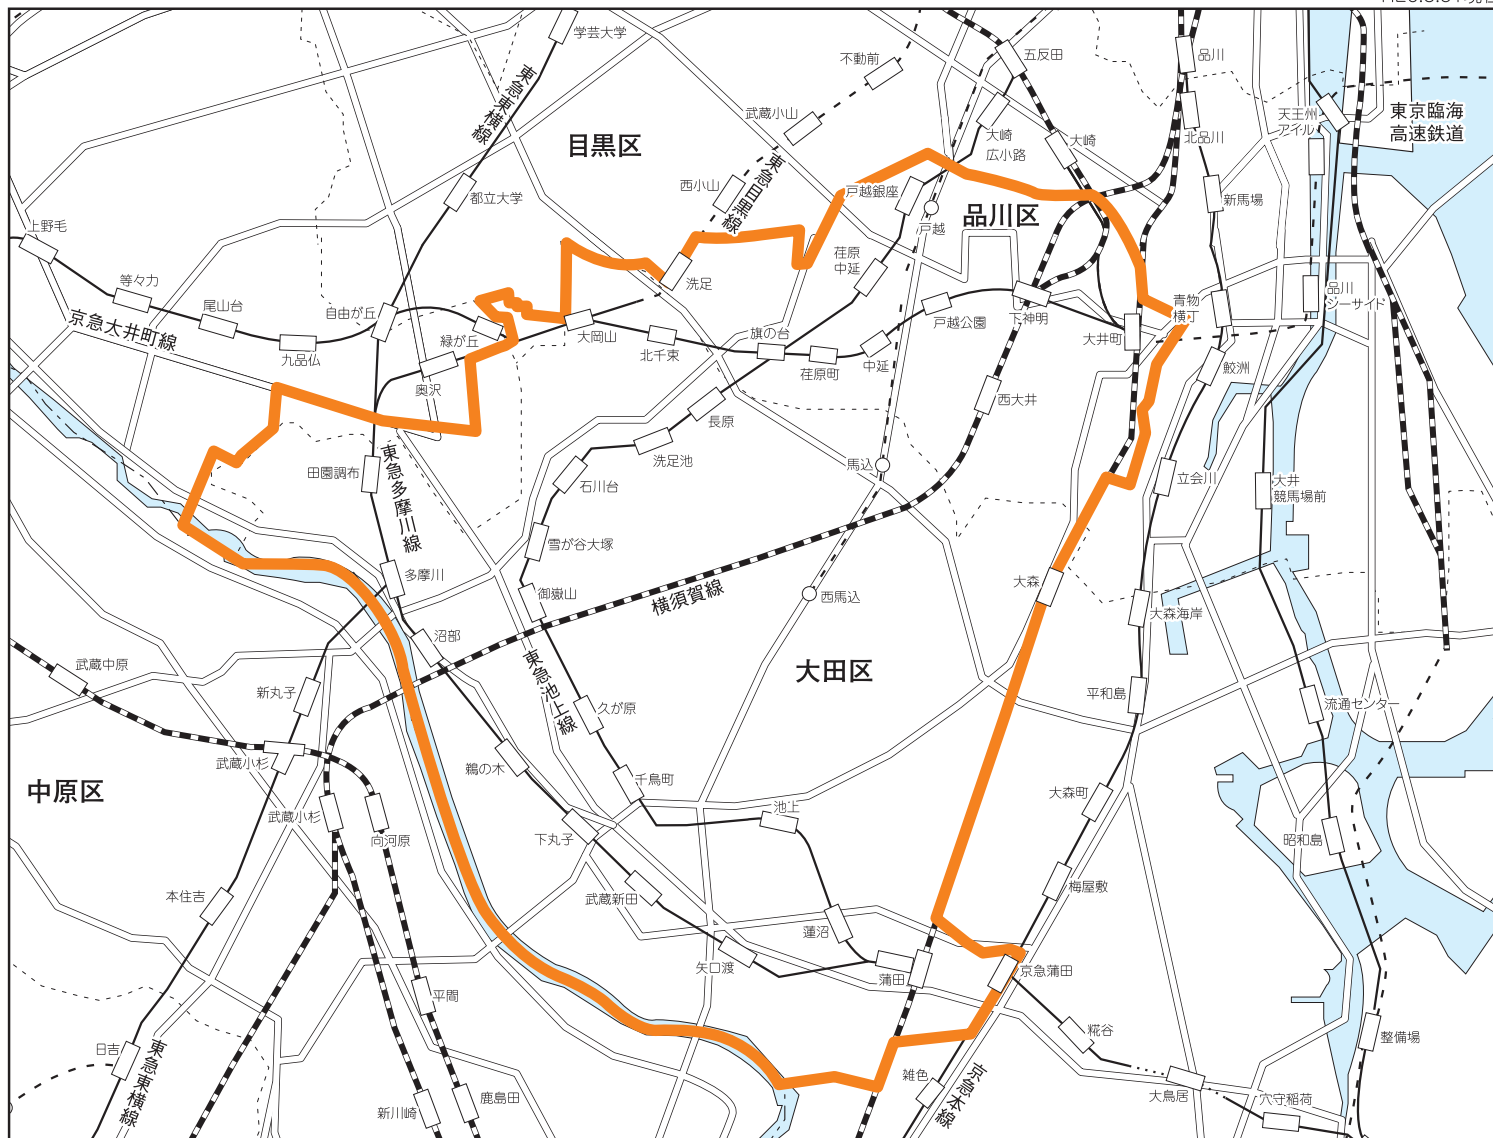 学芸大学
東急東横線
不動前
五反田
品川
武蔵小山
目黒区
大崎
広小路
大崎
北品川
天王州
アイル
東京臨海
高速鉄道
西小山
東急目黒線
戸越銀座
都立大学
品川区
新馬場
上野毛
戸越
荏原
中延
等々力
洗足
尾山台
品川
シーサイド
青物
横丁
自由が丘
京急大井町線
緑が丘
大岡山
旗の台
戸越公園
下神明
大井町
北千束
九品仏
荏原町
中延
鮫洲
奥沢
西大井
長原
洗足池
馬込
田園調布
東急多摩川線
石川台
立会川
大井
競馬場前
雪が谷大塚
多摩川
御嶽山
横須賀線
西馬込
大森
大森海岸
沼部
武蔵中原
東急池上線
大田区
新丸子
久が原
平和島
流通センター
武蔵小杉
鵜の木
中原区
千鳥町
大森町
池上
武蔵小杉
向河原
下丸子
昭和島
本住吉
武蔵新田
梅屋敷
蓮沼
矢口渡
蒲田
京急蒲田
平間
糀谷
整備場
日吉
東急東横線
雑色
京急本線
新川崎
鹿島田
大鳥居
穴守稲荷